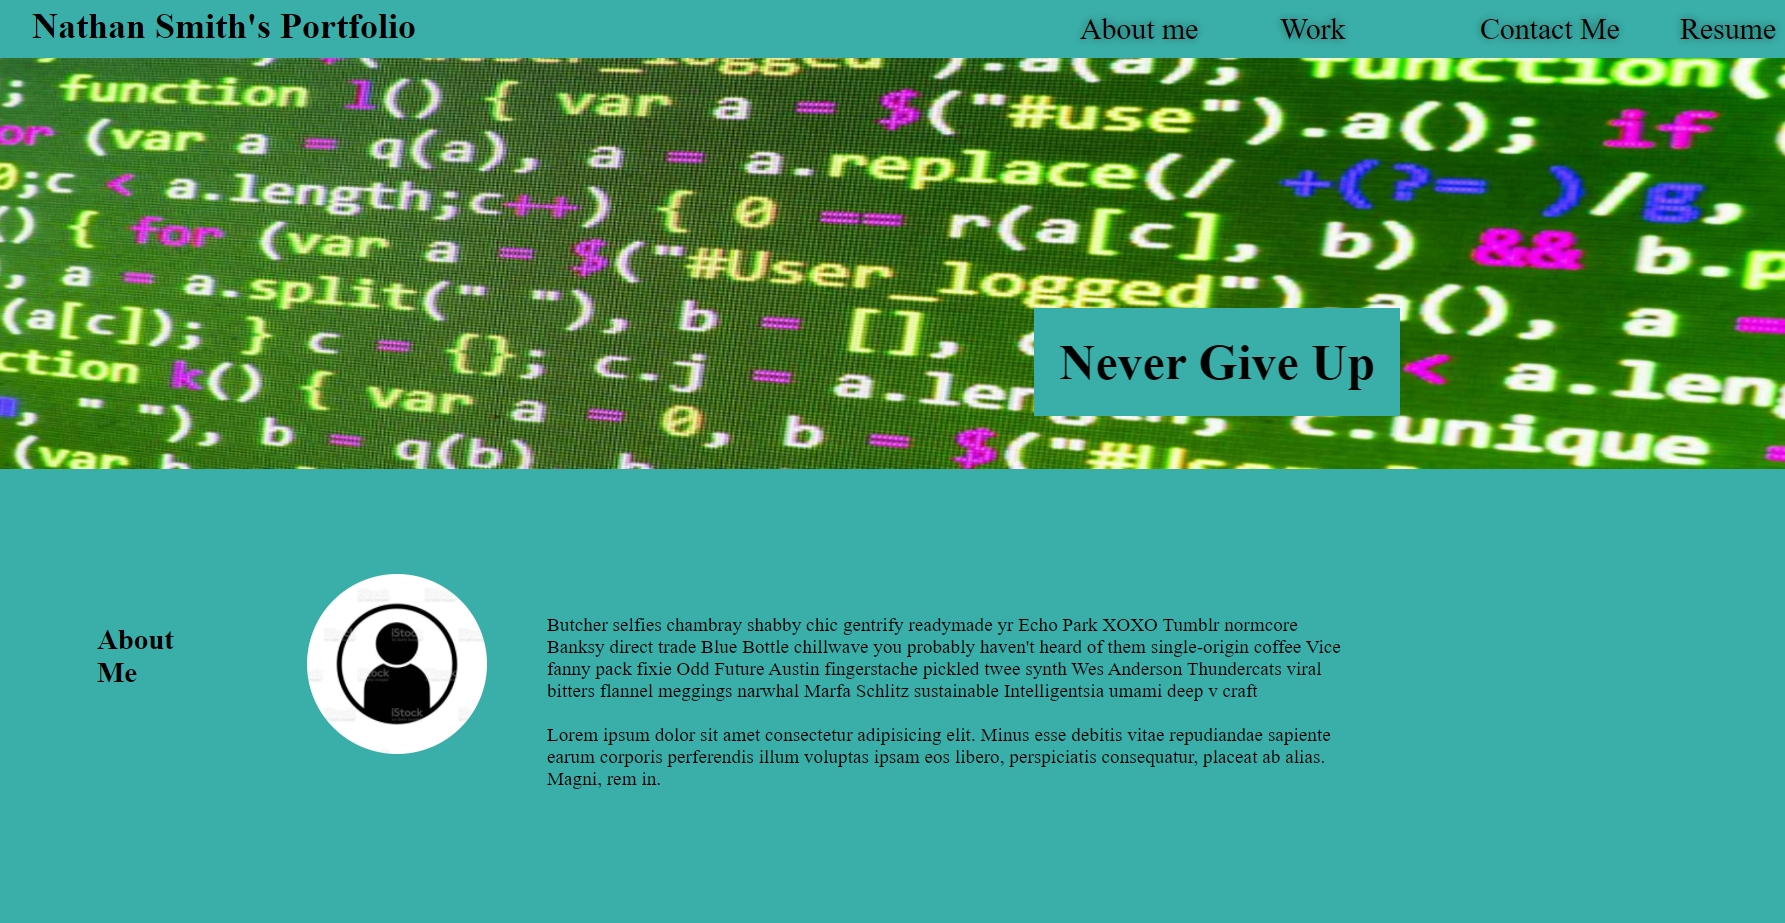 Nathan Smith's Portfolio
About me
Work
Contact Me
Resume
; function l() { var a = $("#use").a(); if (
or (var a = q(a), a = a.replace(/ +(?= )/g,
0;c < a.length;c++) { 0 == r(a[c], b) && b.p
() { for (var a = $("#User_logged").a(), a =
, a = a.split(" "), b = [],
(a[c]); } c = {}; c.j = a.len
< a.leng
ction k() { var a = 0, b = $("#User
c.unique
, " "), b = q(b)
(var b
Never Give Up
About
Me
iStock
Butcher selfies chambray shabby chic gentrify readymade yr Echo Park XOXO Tumblr normcore
Banksy direct trade Blue Bottle chillwave you probably haven't heard of them single-origin coffee Vice
fanny pack fixie Odd Future Austin fingerstache pickled twee synth Wes Anderson Thundercats viral
bitters flannel meggings narwhal Marfa Schlitz sustainable Intelligentsia umami deep v craft
Lorem ipsum dolor sit amet consectetur adipisicing elit. Minus esse debitis vitae repudiandae sapiente
earum corporis perferendis illum voluptas ipsam eos libero, perspiciatis consequatur, placeat ab alias.
Magni, rem in.